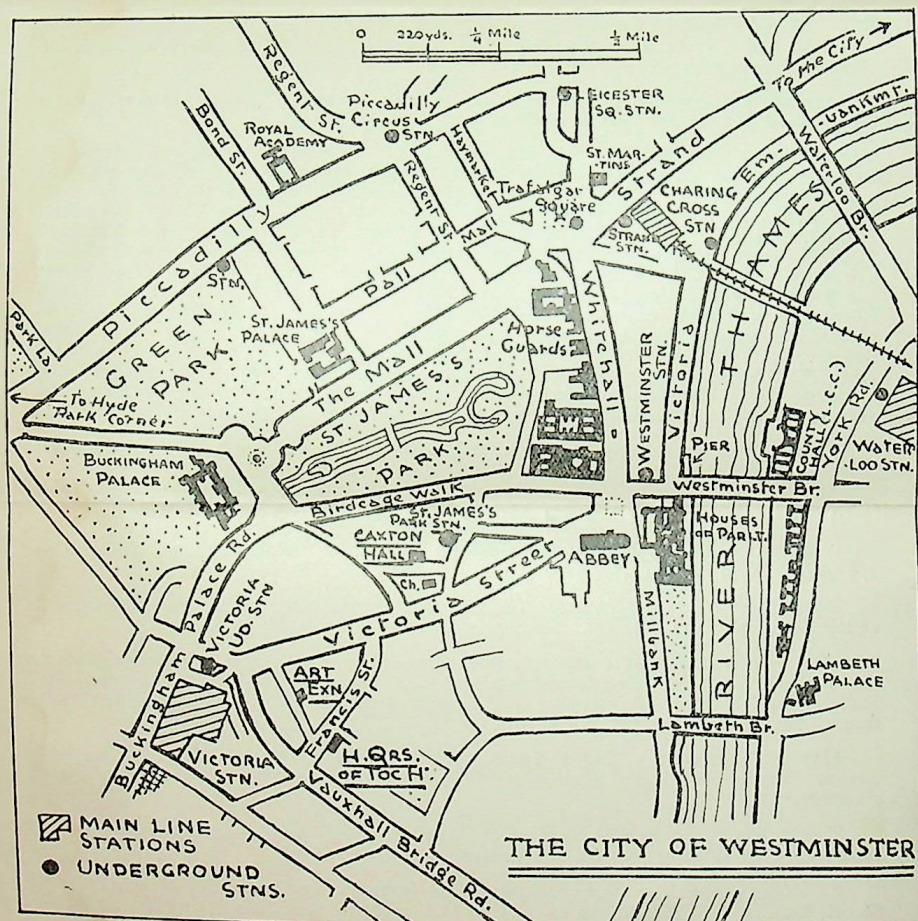 0 220yds. ¼ Mile ½ Mile
Regent St.
Bond St.
Piccadilly
Circus
STN
ROYAL
ACADEMY
Haymarket
LEICESTER
SQ. STN.
ST. MAR-
TINS
Strand
To the City
Em-
-bankmt.
Waterloo Br.
Trafalgar
Square
CHARING
CROSS
STN
STRAND
STN.
RIVER THAMES
Piccadilly
STN.
Regent St.
Pall Mall
GREEN
PARK
Park La.
ST. JAMES'S
PALACE
The Mall
ST JAMES'S
PARK
Horse
Guards
Whitehall
WESTMINSTER
STN.
Victoria
PIER
COUNTY
HALL (L.C.C.)
York Rd.
WATER
LOO STN.
To Hyde
Park Corner
BUCKINGHAM
PALACE
Birdcage Walk
Westminster Br.
ST. JAMES'S
PARK STN.
CAXTON
HALL
Ch.
ABBEY
HOUSES
OF PARLT.
Buckingham Palace Rd.
VICTORIA
UD. STN
Victoria Street
Millbank
LAMBETH
PALACE
Lambeth Br.
ART
EXN.
Francis St.
H. QRS.
OF TOC H
VICTORIA
STN.
Vauxhall Bridge Rd.
MAIN LINE
STATIONS
UNDERGROUND
STNS.
THE CITY OF WESTMINSTER